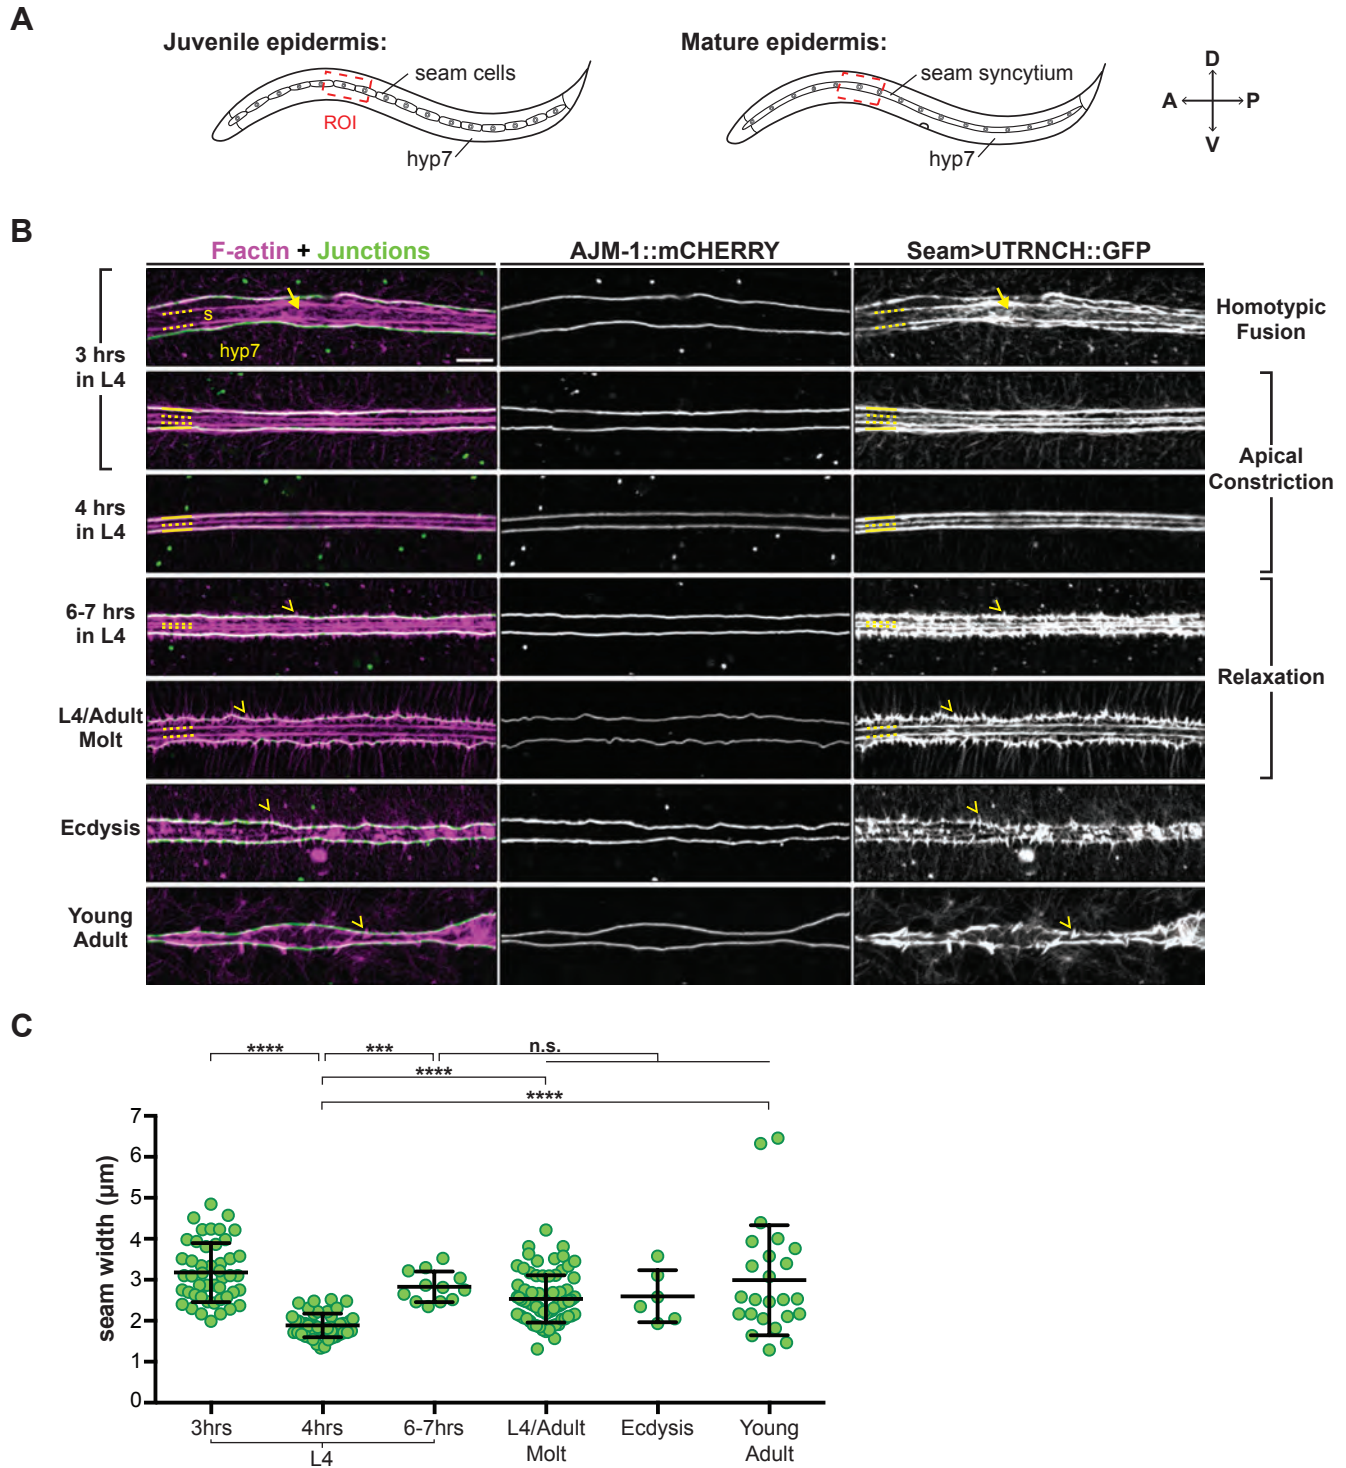 A
Juvenile epidermis:
seam cells
ROI
hyp7
Mature epidermis:
seam syncytium
hyp7
D
A
P
V
B
F-actin + Junctions
AJM-1::mCHERRY
Seam>UTRNCH::GFP
3 hrs
in L4
s
hyp7
Homotypic
Fusion
Apical
Constriction
4 hrs
in L4
6-7 hrs
in L4
Relaxation
L4/Adult
Molt
Ecdysis
Young
Adult
C
**** *** n.s.
****
****
seam width (µm)
7
6
5
4
3
2
1
0
3hrs 4hrs 6-7hrs L4/Adult Molt Ecdysis Young Adult
L4